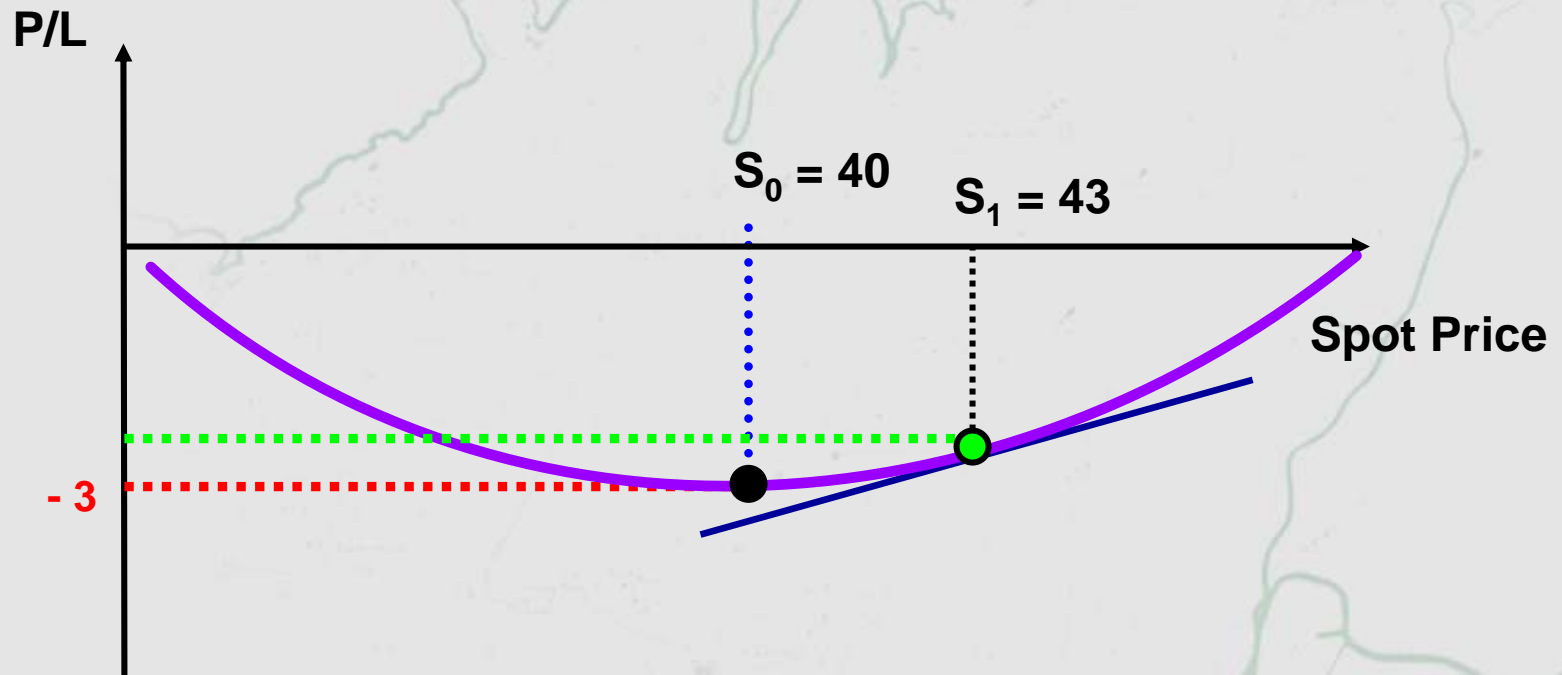 P/L
S₀ = 40
S₁ = 43
Spot Price
- 3